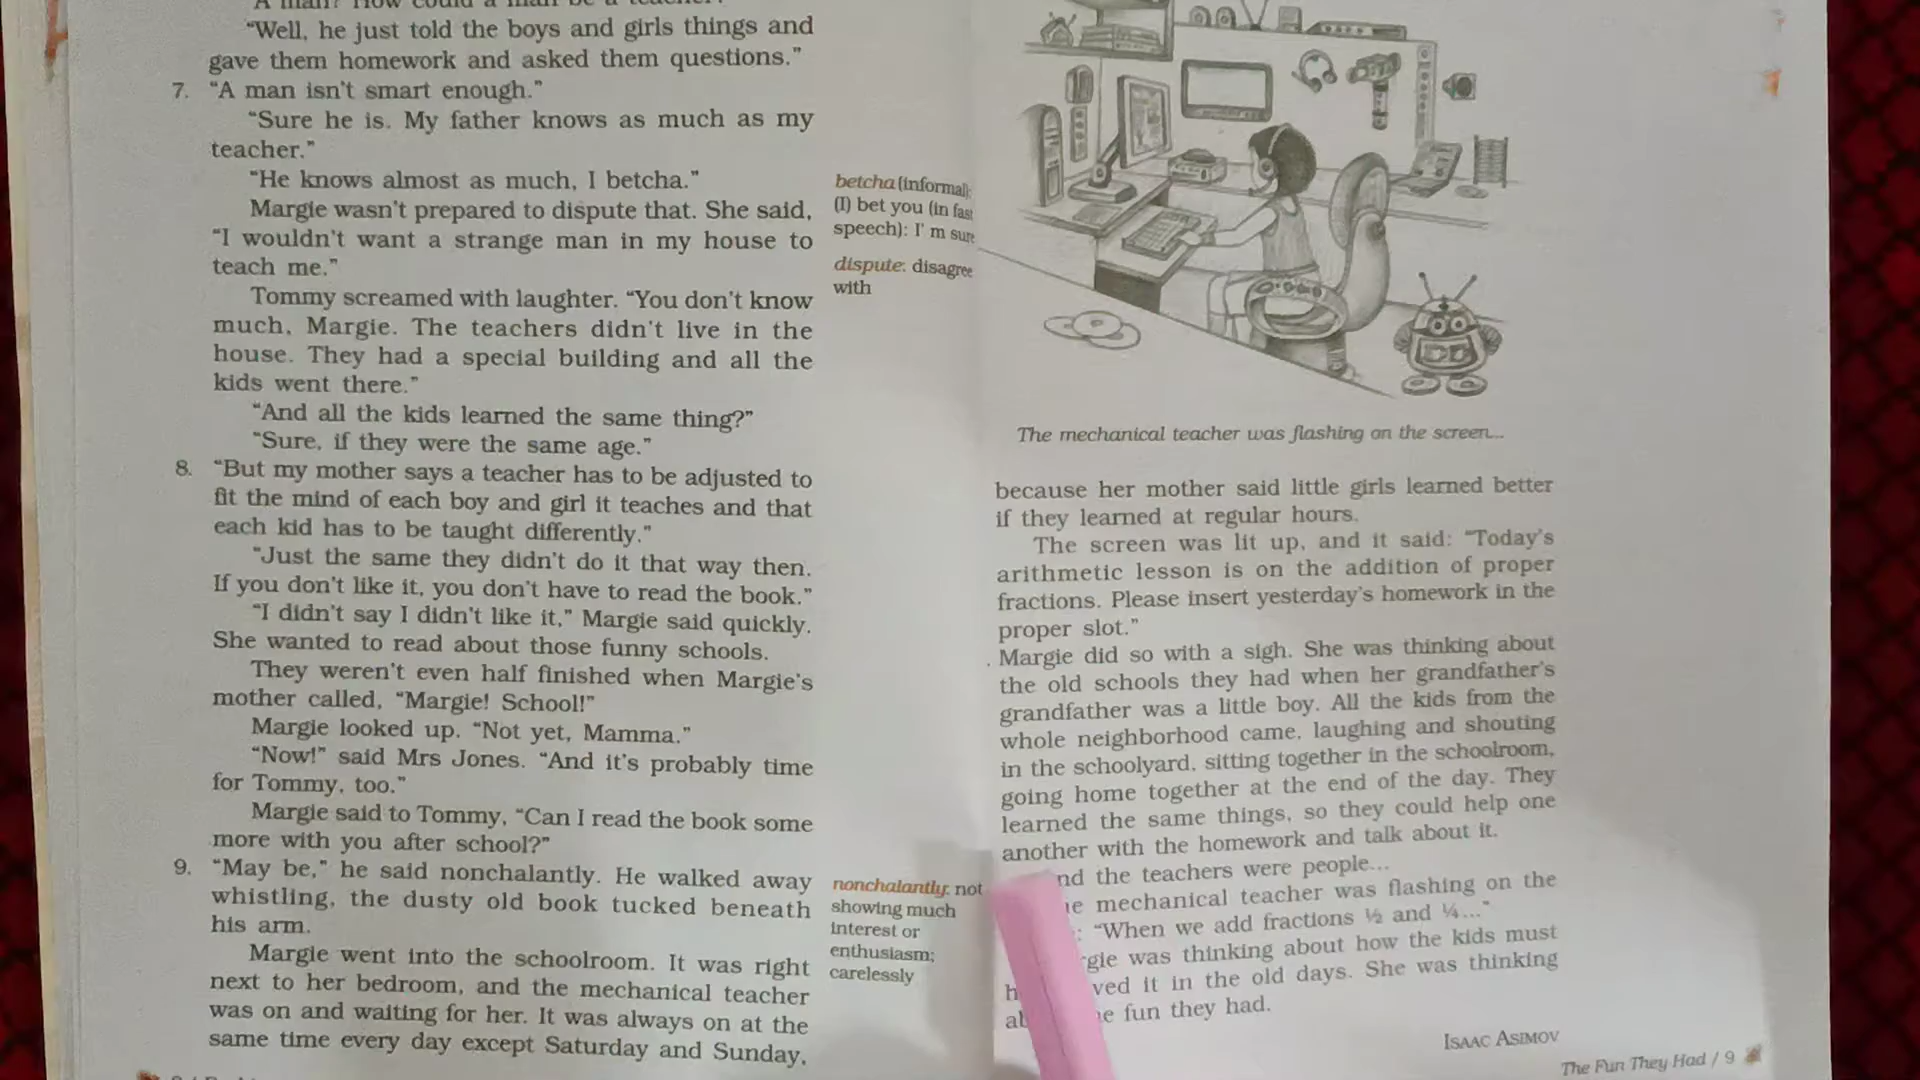 "Well, he just told the boys and girls things and
gave them homework and asked them questions."
7. "A man isn't smart enough."
"Sure he is. My father knows as much as my
teacher."
"He knows almost as much, I betcha."
Margie wasn't prepared to dispute that. She said,
"I wouldn't want a strange man in my house to
teach me."
Tommy screamed with laughter. "You don't know
much, Margie. The teachers didn't live in the
house. They had a special building and all the
kids went there."
"And all the kids learned the same thing?"
"Sure, if they were the same age."
8. "But my mother says a teacher has to be adjusted to
fit the mind of each boy and girl it teaches and that
each kid has to be taught differently."
"Just the same they didn't do it that way then.
If you don't like it, you don't have to read the book."
"I didn't say I didn't like it," Margie said quickly.
She wanted to read about those funny schools.
They weren't even half finished when Margie's
mother called, "Margie! School!"
Margie looked up. "Not yet, Mamma."
"Now!" said Mrs Jones. "And it's probably time
for Tommy, too."
Margie said to Tommy, "Can I read the book some
more with you after school?"
9. "May be," he said nonchalantly. He walked away
whistling, the dusty old book tucked beneath
his arm.
Margie went into the schoolroom. It was right
next to her bedroom, and the mechanical teacher
was on and waiting for her. It was always on at the
same time every day except Saturday and Sunday,
betcha (informal):
(I) bet you (in fast
speech): I' m sure
dispute: disagree
with
nonchalantly: not
showing much
interest or
enthusiasm;
carelessly
The mechanical teacher was flashing on the screen...
because her mother said little girls learned better
if they learned at regular hours.
The screen was lit up, and it said: "Today's
arithmetic lesson is on the addition of proper
fractions. Please insert yesterday's homework in the
proper slot."
Margie did so with a sigh. She was thinking about
the old schools they had when her grandfather's
grandfather was a little boy. All the kids from the
whole neighborhood came, laughing and shouting
in the schoolyard, sitting together in the schoolroom,
going home together at the end of the day. They
learned the same things, so they could help one
another with the homework and talk about it.
the teachers were people...
mechanical teacher was flashing on the
"When we add fractions ½ and ¼..."
was thinking about how the kids must
it in the old days. She was thinking
fun they had.
ISAAC ASIMOV
The Fun They Had / 9